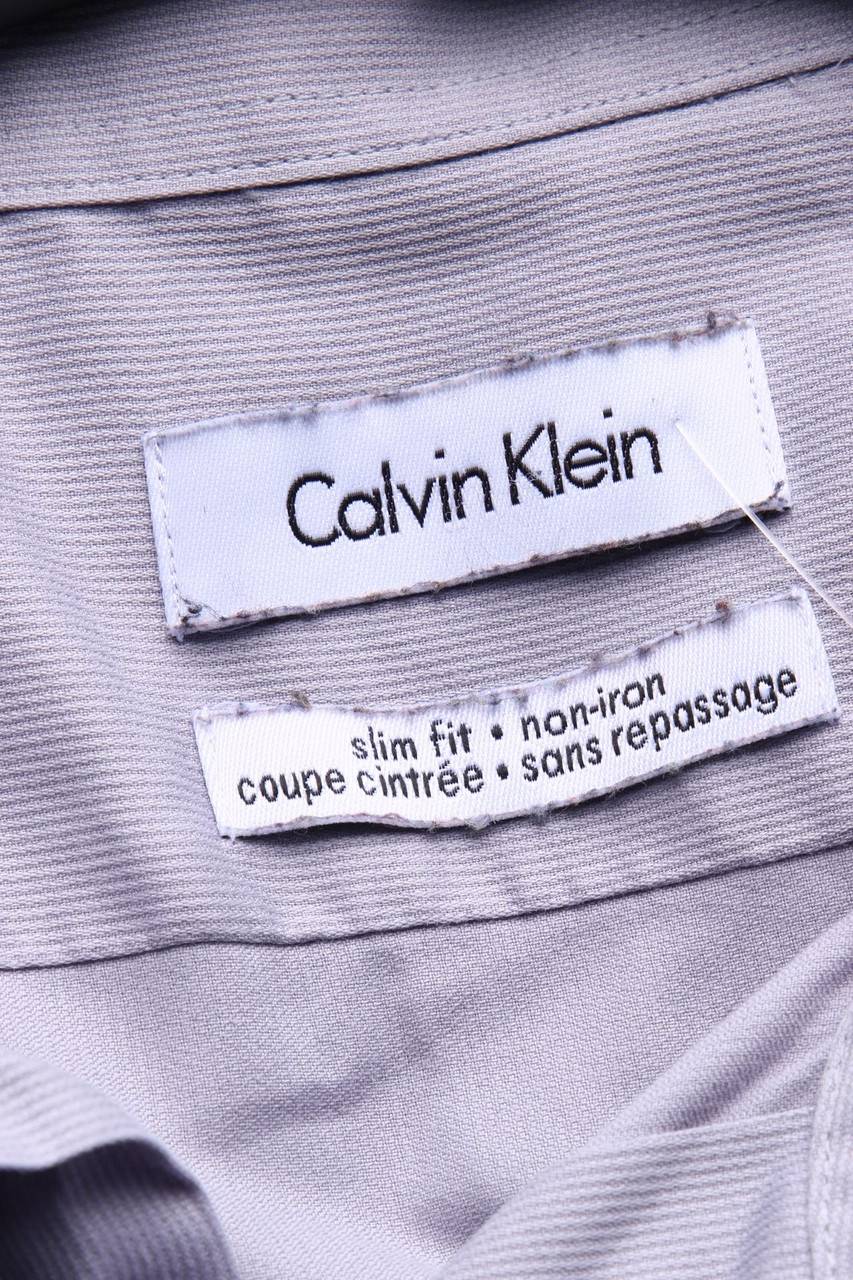 Calvin Klein
slim fit • non-iron
coupe cintrée • sans repassage